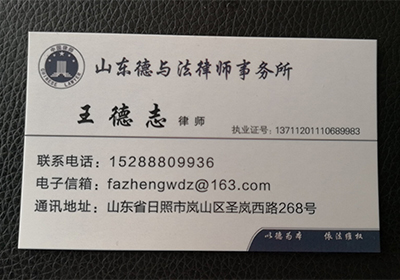 山东德与法律师事务所
王德志 律师
执业证号：13711201110689983
联系电话：15288809936
电子信箱：fazhengwdz@163.com
通讯地址：山东省日照市岚山区圣岚西路268号
以德为本 依法维权